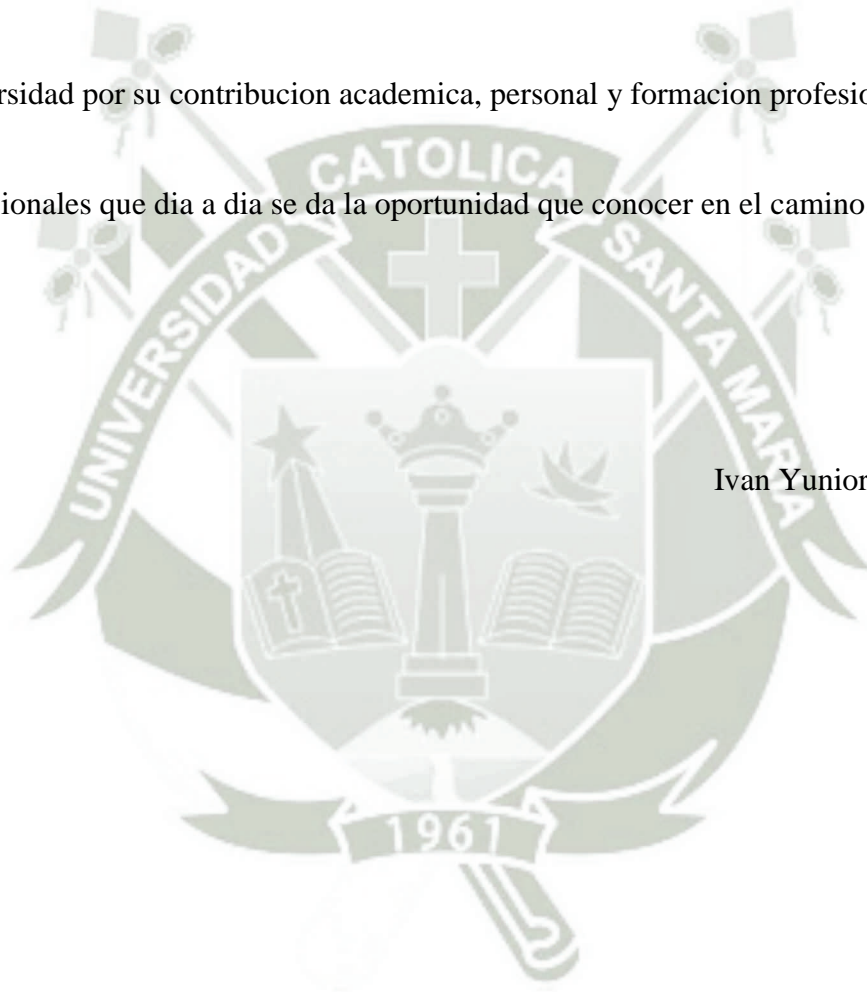 rsidad por su contribucion academica, personal y formacion profesio
CATOLICA
ionales que dia a dia se da la oportunidad que conocer en el camino
UNIVERSIDAD
SANTA MARIA
Ivan Yunior
1961